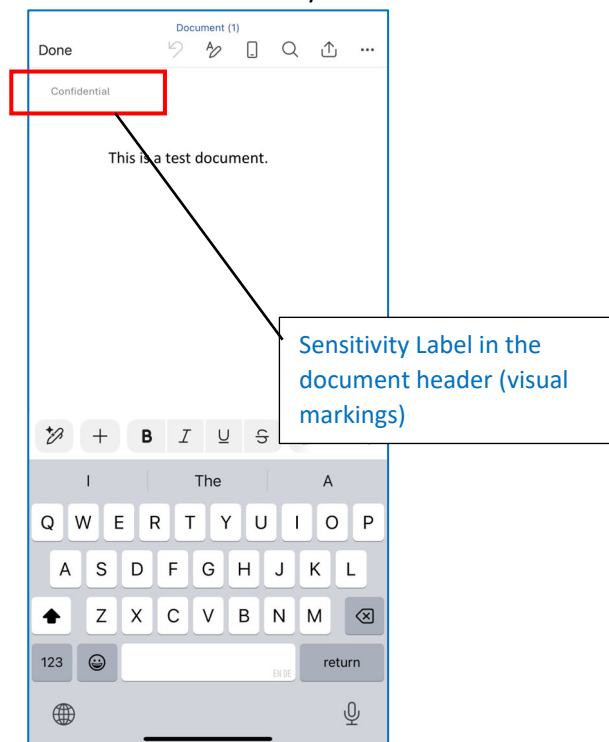 Document (1)
Done
Confidential
This is a test document.
Sensitivity Label in the
document header (visual
markings)
B I U S
I The A
Q W E R T Y U I O P
A S D F G H J K L
Z X C V B N M
123 EN DE return